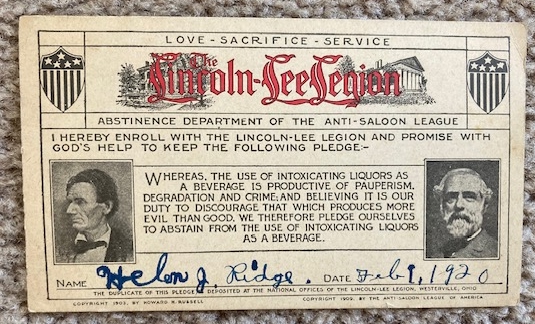 LOVE - SACRIFICE - SERVICE
The
Lincoln-Lee Legion
ABSTINENCE DEPARTMENT OF THE ANTI-SALOON LEAGUE
I HEREBY ENROLL WITH THE LINCOLN-LEE LEGION AND PROMISE WITH
GOD'S HELP TO KEEP THE FOLLOWING PLEDGE:-
WHEREAS, THE USE OF INTOXICATING LIQUORS AS
A BEVERAGE IS PRODUCTIVE OF PAUPERISM,
DEGRADATION AND CRIME; AND BELIEVING IT IS OUR
DUTY TO DISCOURAGE THAT WHICH PRODUCES MORE
EVIL THAN GOOD, WE THEREFORE PLEDGE OURSELVES
TO ABSTAIN FROM THE USE OF INTOXICATING LIQUORS
AS A BEVERAGE.
NAME Helen J. Ridge. DATE Feb 1, 1920
THE DUPLICATE OF THIS PLEDGE IS DEPOSITED AT THE NATIONAL OFFICES OF THE LINCOLN-LEE LEGION, WESTERVILLE, OHIO
COPYRIGHT 1903, BY HOWARD H. RUSSELL COPYRIGHT 1909, BY THE ANTI-SALOON LEAGUE OF AMERICA